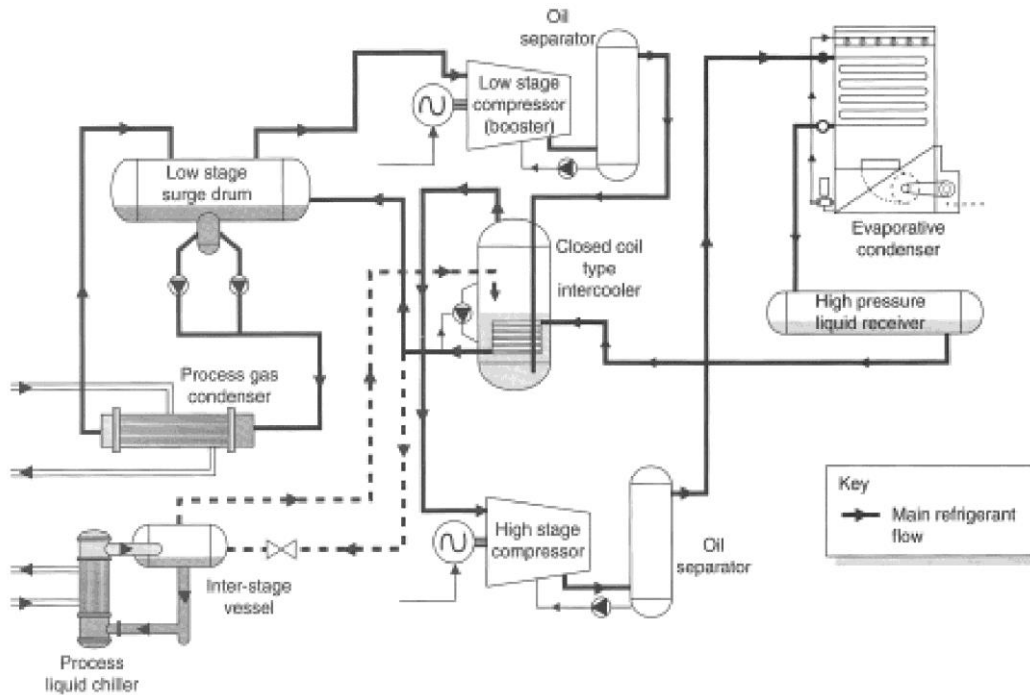 Oil
separator
Low stage
compressor
(booster)
Low stage
surge drum
Evaporative
condenser
Closed coil
type
intercooler
High pressure
liquid receiver
Process gas
condenser
Key
Main refrigerant
flow
High stage
compressor
Oil
separator
Inter-stage
vessel
Process
liquid chiller